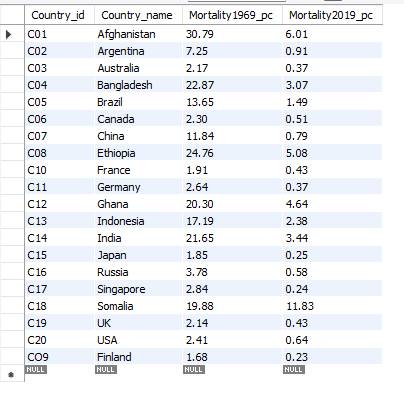 Country_id Country_name Mortality1969_pc Mortality2019_pc
C01 Afghanistan 30.79 6.01
C02 Argentina 7.25 0.91
C03 Australia 2.17 0.37
C04 Bangladesh 22.87 3.07
C05 Brazil 13.65 1.49
C06 Canada 2.30 0.51
C07 China 11.84 0.79
C08 Ethiopia 24.76 5.08
C10 France 1.91 0.43
C11 Germany 2.64 0.37
C12 Ghana 20.30 4.64
C13 Indonesia 17.19 2.38
C14 India 21.65 3.44
C15 Japan 1.85 0.25
C16 Russia 3.78 0.58
C17 Singapore 2.84 0.24
C18 Somalia 19.88 11.83
C19 UK 2.14 0.43
C20 USA 2.41 0.64
CO9 Finland 1.68 0.23
NULL NULL NULL NULL